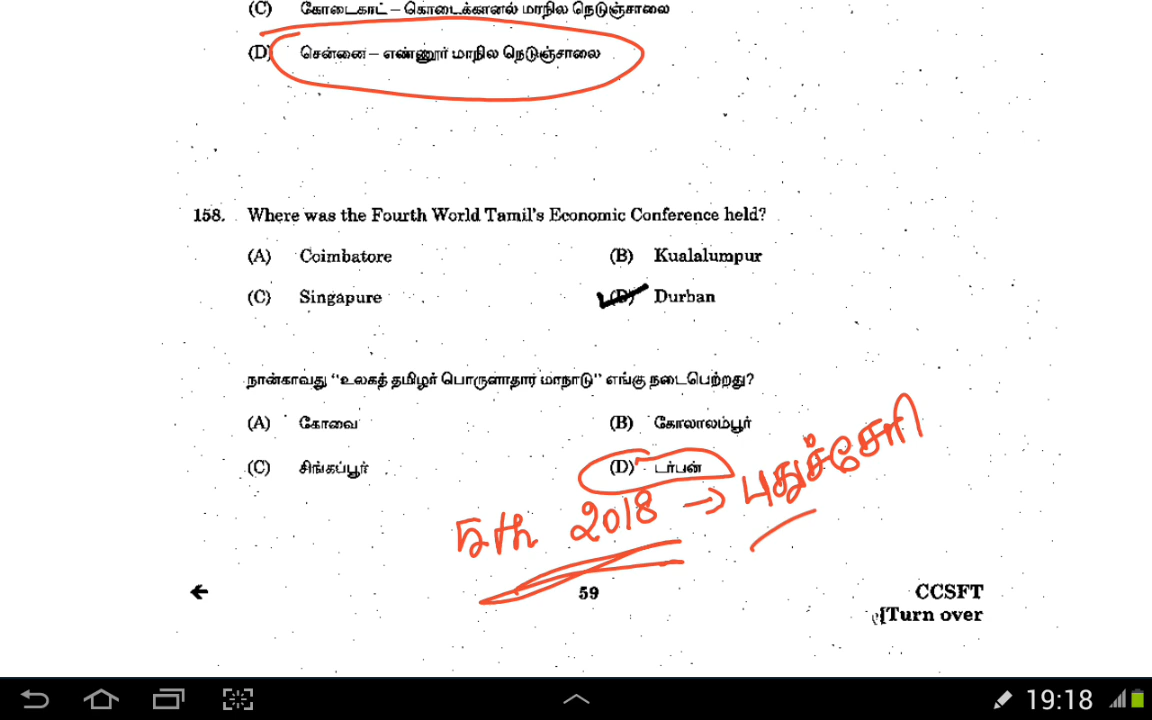 (C) கோடைகாட் – கொடைக்கானல் மாநில நெடுஞ்சாலை
(D) சென்னை – எண்ணூர் மாநில நெடுஞ்சாலை
158. Where was the Fourth World Tamil's Economic Conference held?
(A) Coimbatore (B) Kualalumpur
(C) Singapure (D) Durban
நான்காவது "உலகத் தமிழர் பொருளாதார மாநாடு" எங்கு நடைபெற்றது?
(A) கோவை (B) கோலாலம்பூர்
(C) சிங்கப்பூர் (D) டர்பன்
5th 2018 → புதுச்சேரி
59 CCSFT
[Turn over
19:18